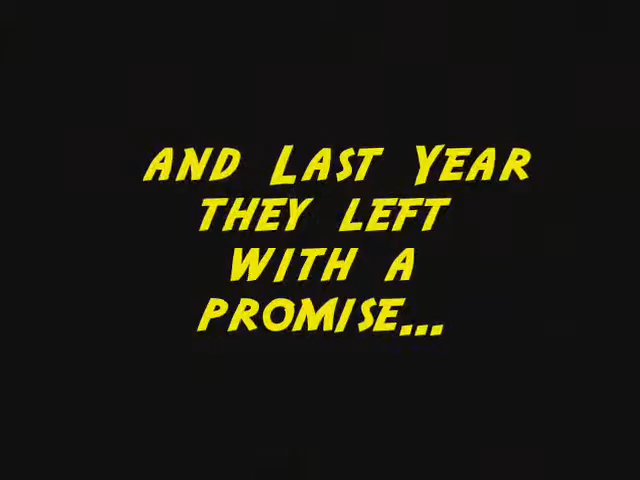 AND LAST YEAR
THEY LEFT
WITH A
PROMISE...